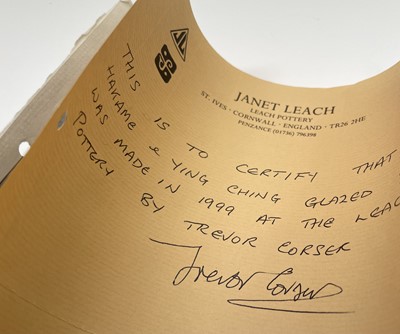 JANET LEACH
LEACH POTTERY
ST. IVES · CORNWALL · ENGLAND · TR26 2HE
PENZANCE (01736) 796398
THIS IS TO CERTIFY THAT
HAKAME & YING CHING GLAZED
WAS MADE IN 1999 AT THE LEAC
POTTERY BY TREVOR CORSER
Trevor Corser